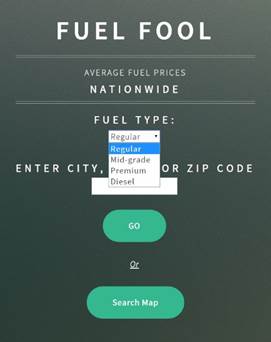 FUEL FOOL
AVERAGE FUEL PRICES
NATIONWIDE
FUEL TYPE:
Regular
Regular
Mid-grade
Premium
Diesel
ENTER CITY, OR ZIP CODE
GO
Or
Search Map